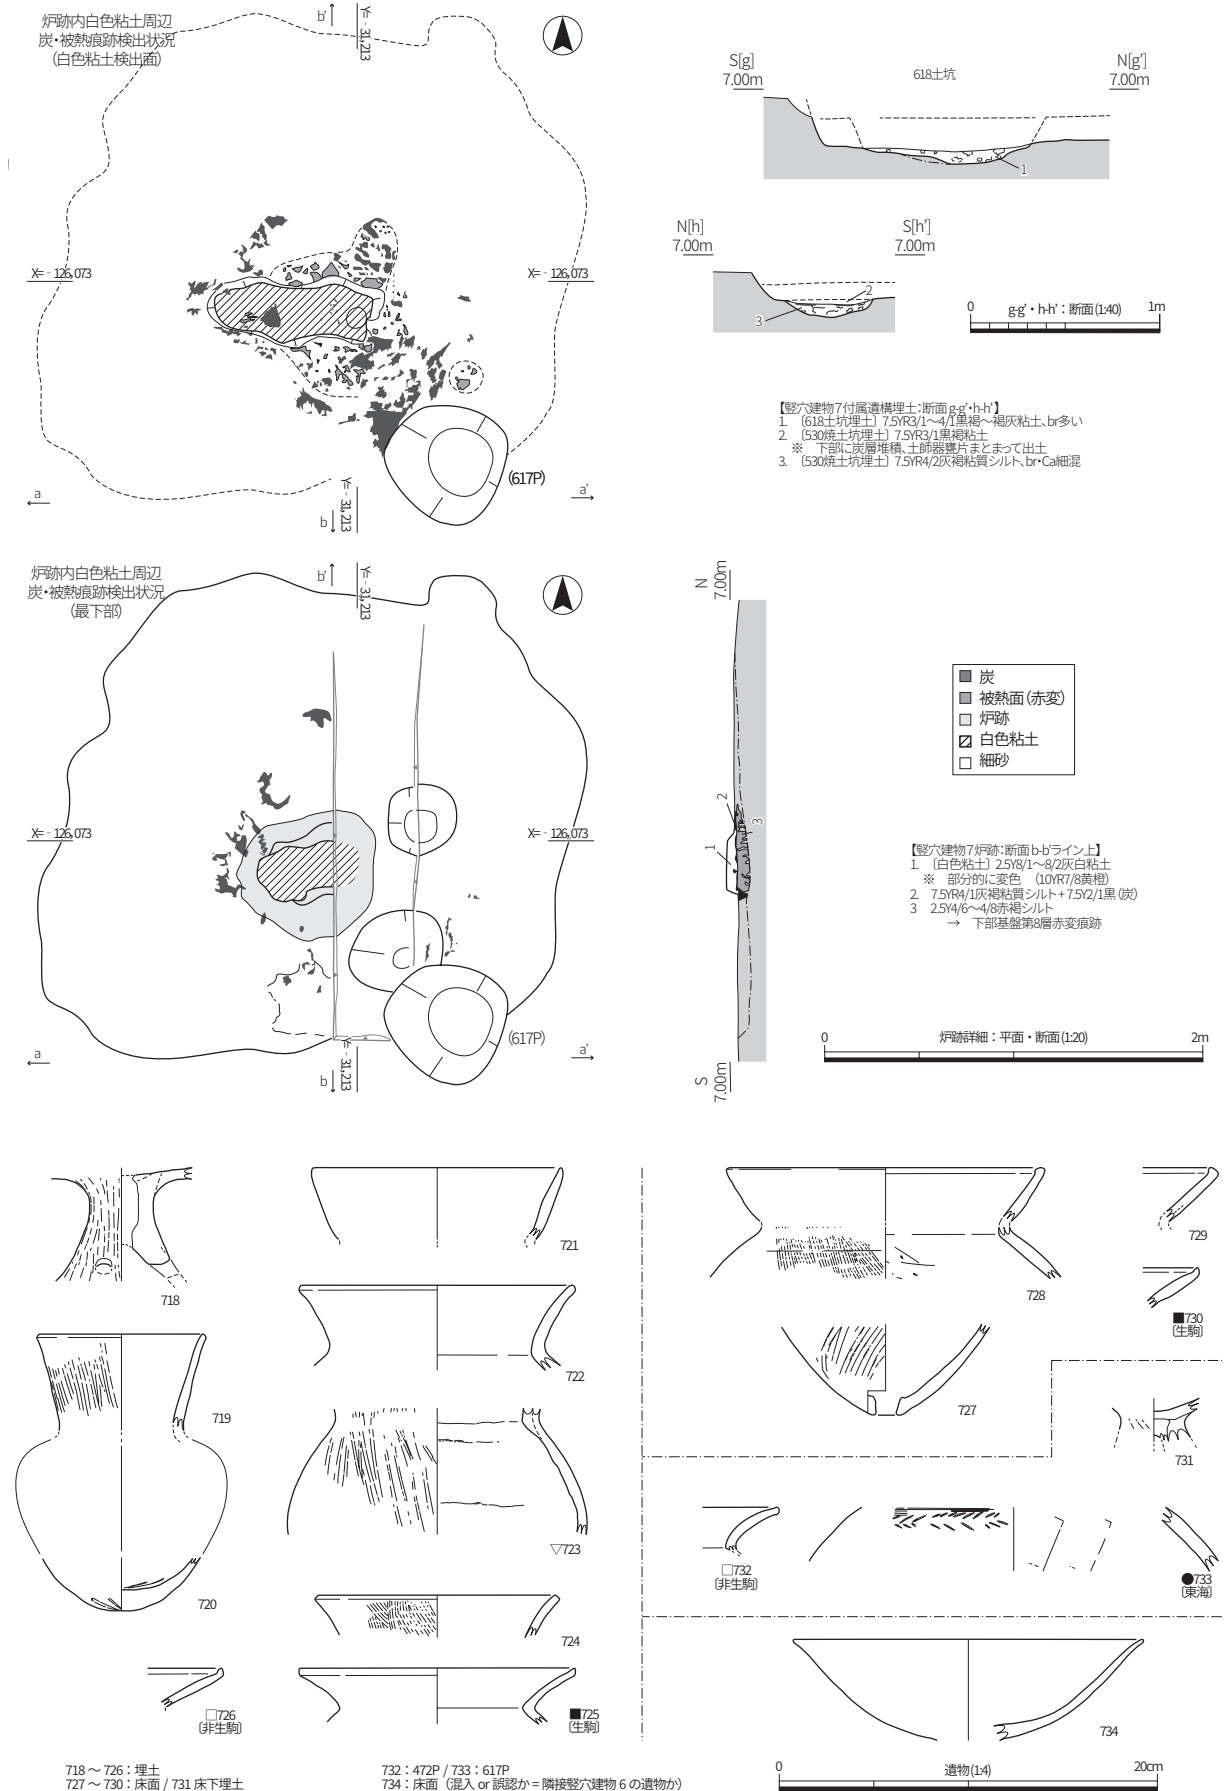 炉跡内白色粘土周辺
炭・被熱痕跡検出状況
（白色粘土検出面）
b’
Y=－31,213
X=－126,073
X=－126,073
(617P)
a
a’
b
Y=－31,213
S[g]
7.00m
618土坑
N[g’]
7.00m
1
N[h]
7.00m
S[h’]
7.00m
2
3
0
g-g’・h-h’：断面(1:40)
1m
【竪穴建物７付属遺構埋土：断面 g-g’・h-h’】
1. 〔618土坑埋土〕7.5YR3/1～4/1黒褐～褐灰粘土、br多い
2. 〔530焼土坑埋土〕7.5YR3/1黒褐粘土
※ 下部に炭層堆積、土師器甕片まとまって出土
3. 〔530焼土坑埋土〕7.5YR4/2灰褐粘質シルト、br・Ca細混
炉跡内白色粘土周辺
炭・被熱痕跡検出状況
（最下部）
b’
Y=－31,213
X=－126,073
X=－126,073
(617P)
a
a’
b
Y=－31,213
N
7.00m
2
3
1
S
7.00m
炭
被熱面（赤変）
炉跡
白色粘土
細砂
【竪穴建物７炉跡：断面 b-b’ライン上】
1. 〔白色粘土〕2.5Y8/1～8/2灰白粘土
※ 部分的に変色 （10YR7/8黄橙）
2. 7.5YR4/1灰褐粘質シルト+7.5Y2/1黒（炭）
3 2.5Y4/6～4/8赤褐シルト
→ 下部基盤第8層赤変痕跡
0
炉跡詳細：平面・断面(1:20)
2m
718
719
720
721
722
▽723
724
■725
〔生駒〕
□726
〔非生駒〕
728
729
■730
〔生駒〕
727
731
□732
〔非生駒〕
●733
〔東海〕
734
718 ～ 726：埋土
727 ～ 730：床面 / 731 床下埋土
732：472P / 733：617P
734：床面（混入 or 誤認か = 隣接竪穴建物 6 の遺物か）
0
遺物(1:4)
20cm